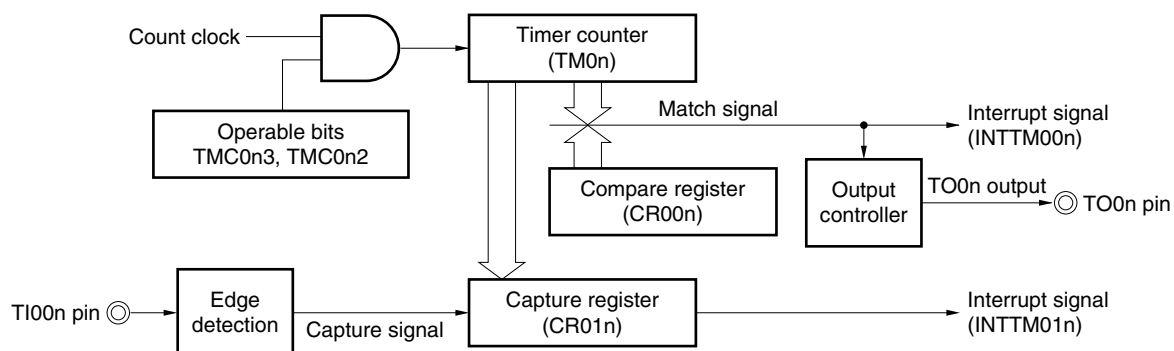 Count clock
Timer counter
(TM0n)
Operable bits
TMC0n3, TMC0n2
Match signal
Interrupt signal
(INTTM00n)
Compare register
(CR00n)
Output
controller
TO0n output
TO0n pin
TI00n pin
Edge
detection
Capture signal
Capture register
(CR01n)
Interrupt signal
(INTTM01n)